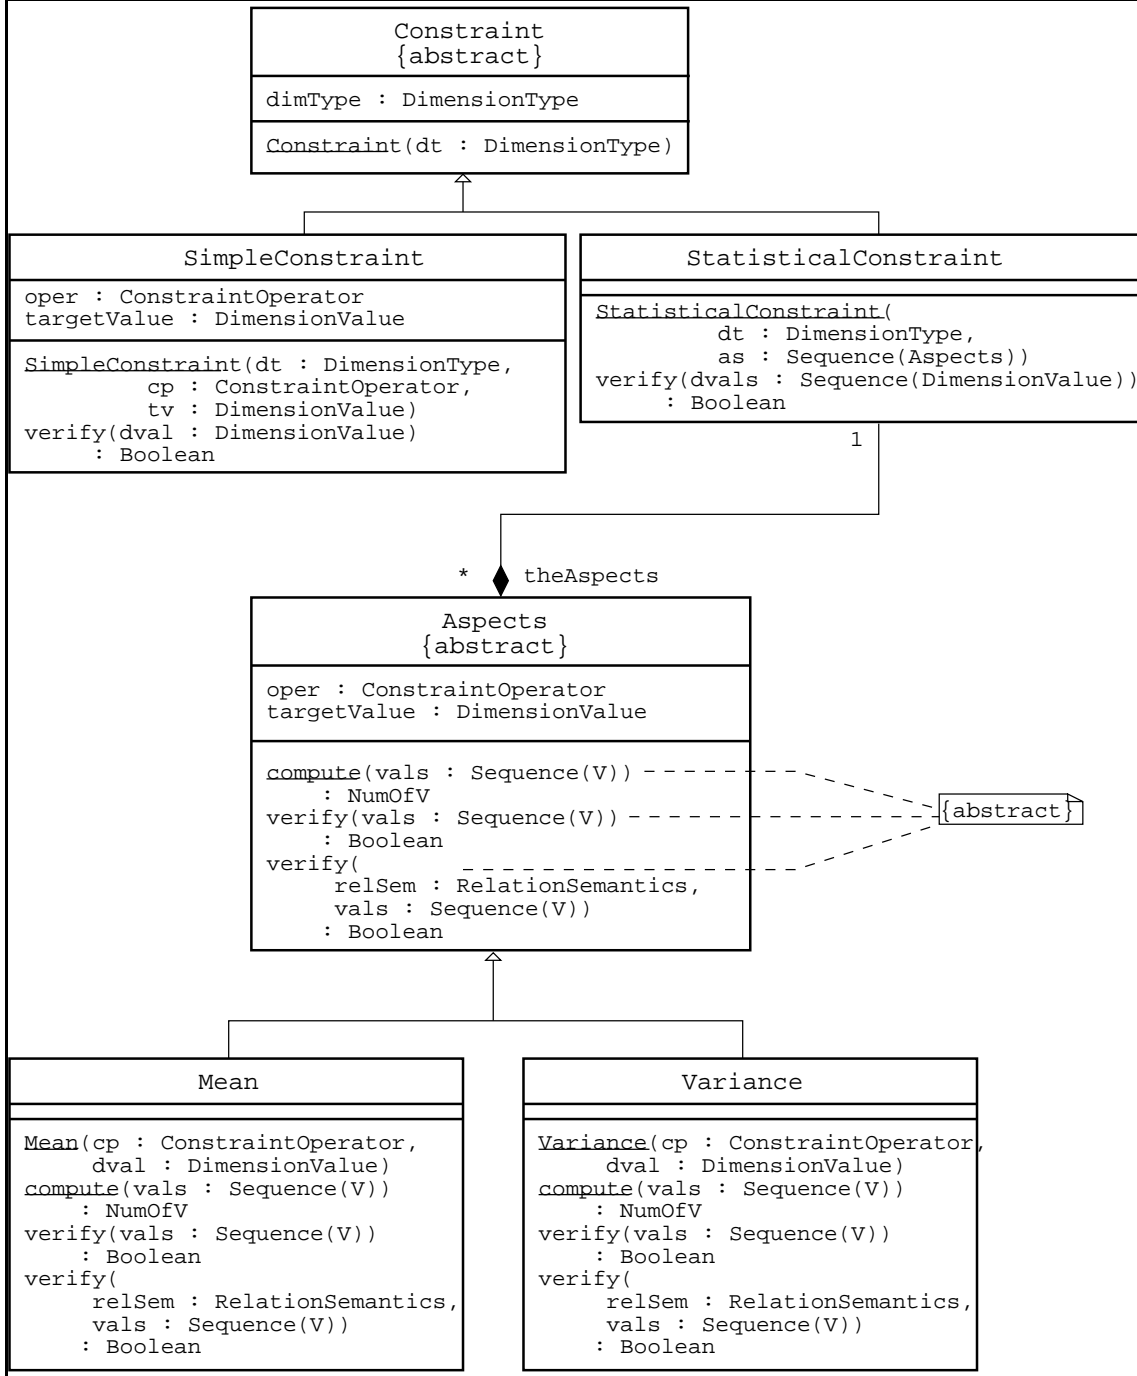 Constraint
{abstract}
dimType : DimensionType
Constraint(dt : DimensionType)
SimpleConstraint
oper : ConstraintOperator
targetValue : DimensionValue
SimpleConstraint(dt : DimensionType,
cp : ConstraintOperator,
tv : DimensionValue)
verify(dval : DimensionValue)
: Boolean
StatisticalConstraint
StatisticalConstraint(
dt : DimensionType,
as : Sequence(Aspects))
verify(dvals : Sequence(DimensionValue))
: Boolean
1
* theAspects
Aspects
{abstract}
oper : ConstraintOperator
targetValue : DimensionValue
compute(vals : Sequence(V))
: NumOfV
verify(vals : Sequence(V))
: Boolean
verify(
relSem : RelationSemantics,
vals : Sequence(V))
: Boolean
{abstract}
Mean
Mean(cp : ConstraintOperator,
dval : DimensionValue)
compute(vals : Sequence(V))
: NumOfV
verify(vals : Sequence(V))
: Boolean
verify(
relSem : RelationSemantics,
vals : Sequence(V))
: Boolean
Variance
Variance(cp : ConstraintOperator,
dval : DimensionValue)
compute(vals : Sequence(V))
: NumOfV
verify(vals : Sequence(V))
: Boolean
verify(
relSem : RelationSemantics,
vals : Sequence(V))
: Boolean